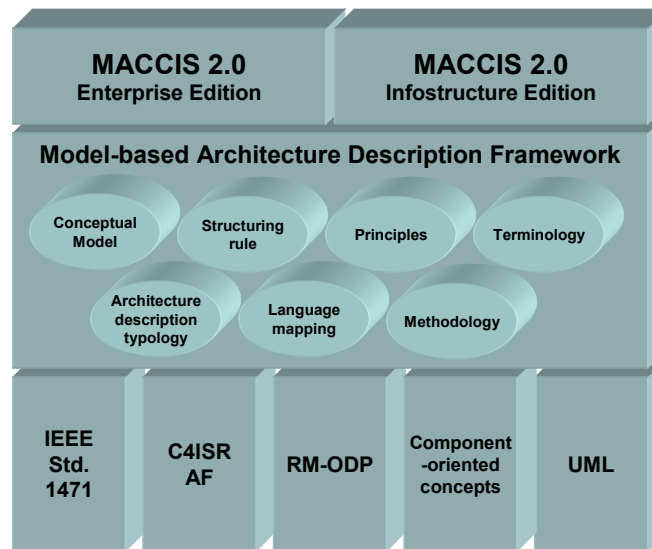 MACCIS 2.0
Enterprise Edition
MACCIS 2.0
Infostructure Edition
Model-based Architecture Description Framework
Conceptual
Model
Structuring
rule
Principles
Terminology
Architecture
description
typology
Language
mapping
Methodology
IEEE
Std.
1471
C4ISR
AF
RM-ODP
Component
-oriented
concepts
UML